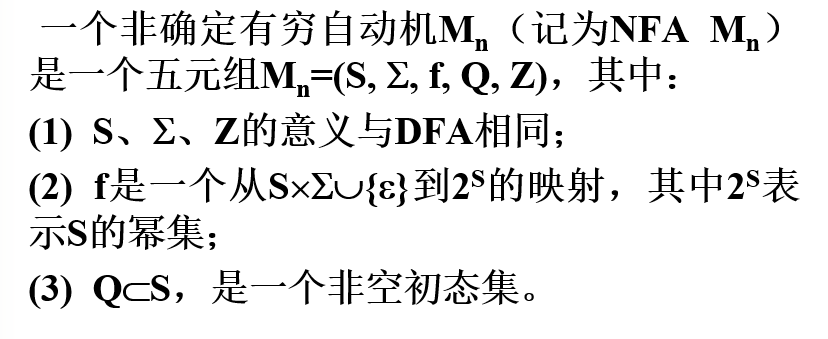 一个非确定有穷自动机Mₙ（记为NFA Mₙ）
是一个五元组Mₙ=(S, Σ, f, Q, Z)，其中：
(1) S、Σ、Z的意义与DFA相同；
(2) f是一个从S×Σ∪{ε}到2ˢ的映射，其中2ˢ表
示S的幂集；
(3) Q⊂S，是一个非空初态集。